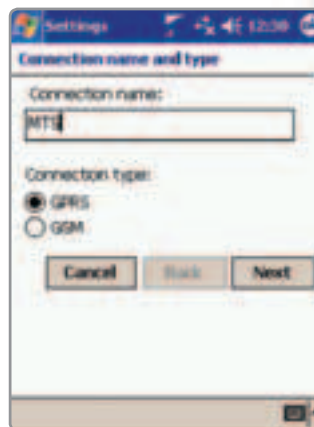 Settings 12:30
Connection name and type
Connection name:
MTS
Connection type:
GPRS
GSM
Cancel Back Next